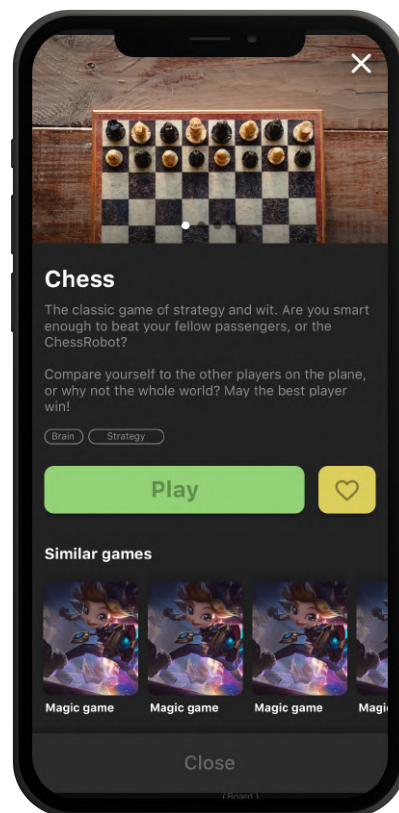 Chess
The classic game of strategy and wit. Are you smart
enough to beat your fellow passengers, or the
ChessRobot?
Compare yourself to the other players on the plane,
or why not the whole world? May the best player
win!
Brain Strategy
Play
Similar games
Magic game Magic game Magic game Magi
Close
(Board)